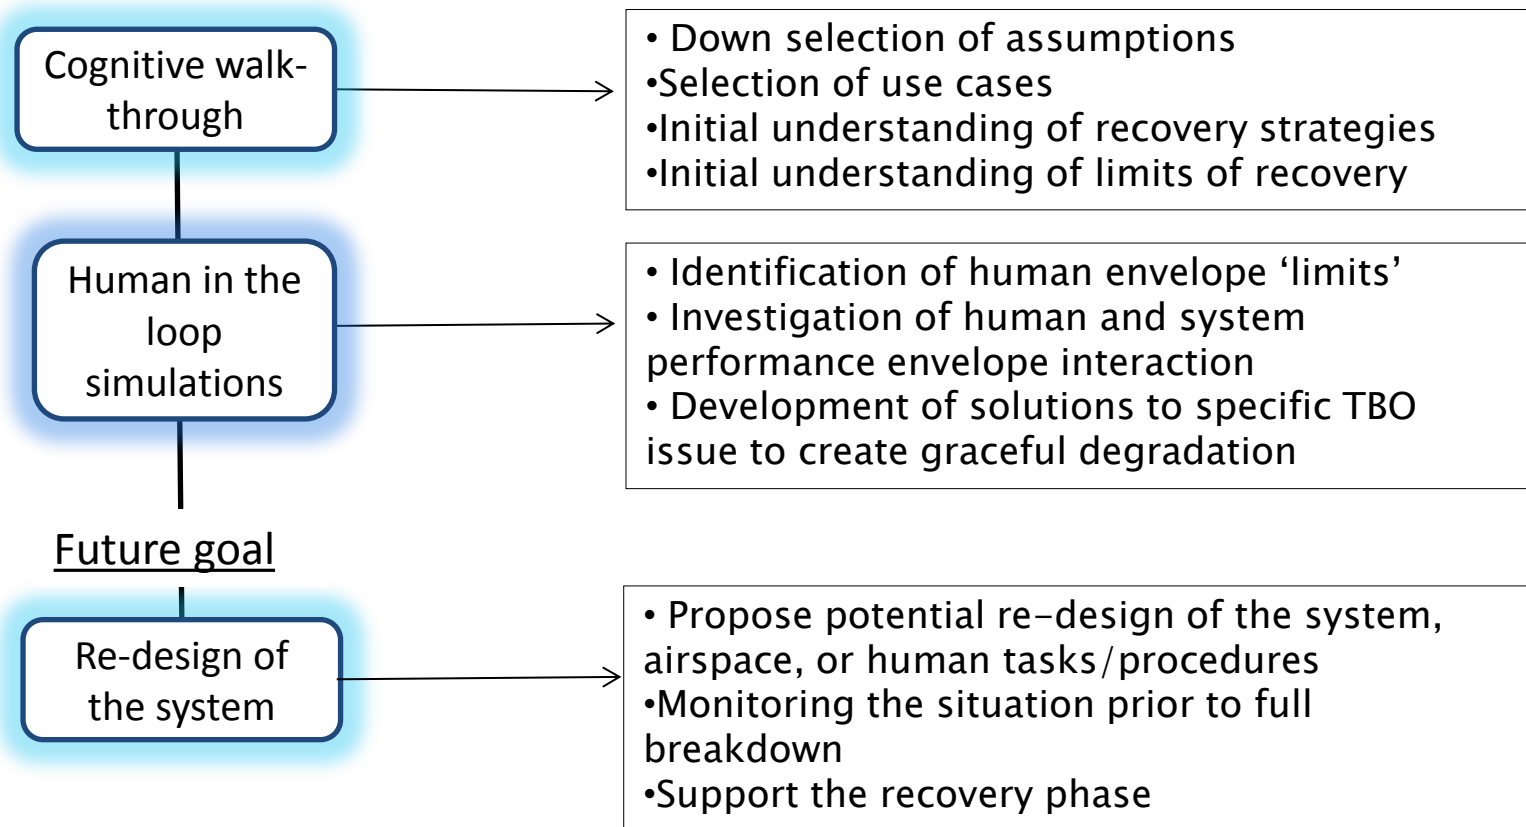 Cognitive walk-
through
• Down selection of assumptions
•Selection of use cases
•Initial understanding of recovery strategies
•Initial understanding of limits of recovery
Human in the
loop
simulations
• Identification of human envelope ‘limits’
• Investigation of human and system
performance envelope interaction
• Development of solutions to specific TBO
issue to create graceful degradation
Future goal
Re-design of
the system
• Propose potential re–design of the system,
airspace, or human tasks/procedures
•Monitoring the situation prior to full
breakdown
•Support the recovery phase